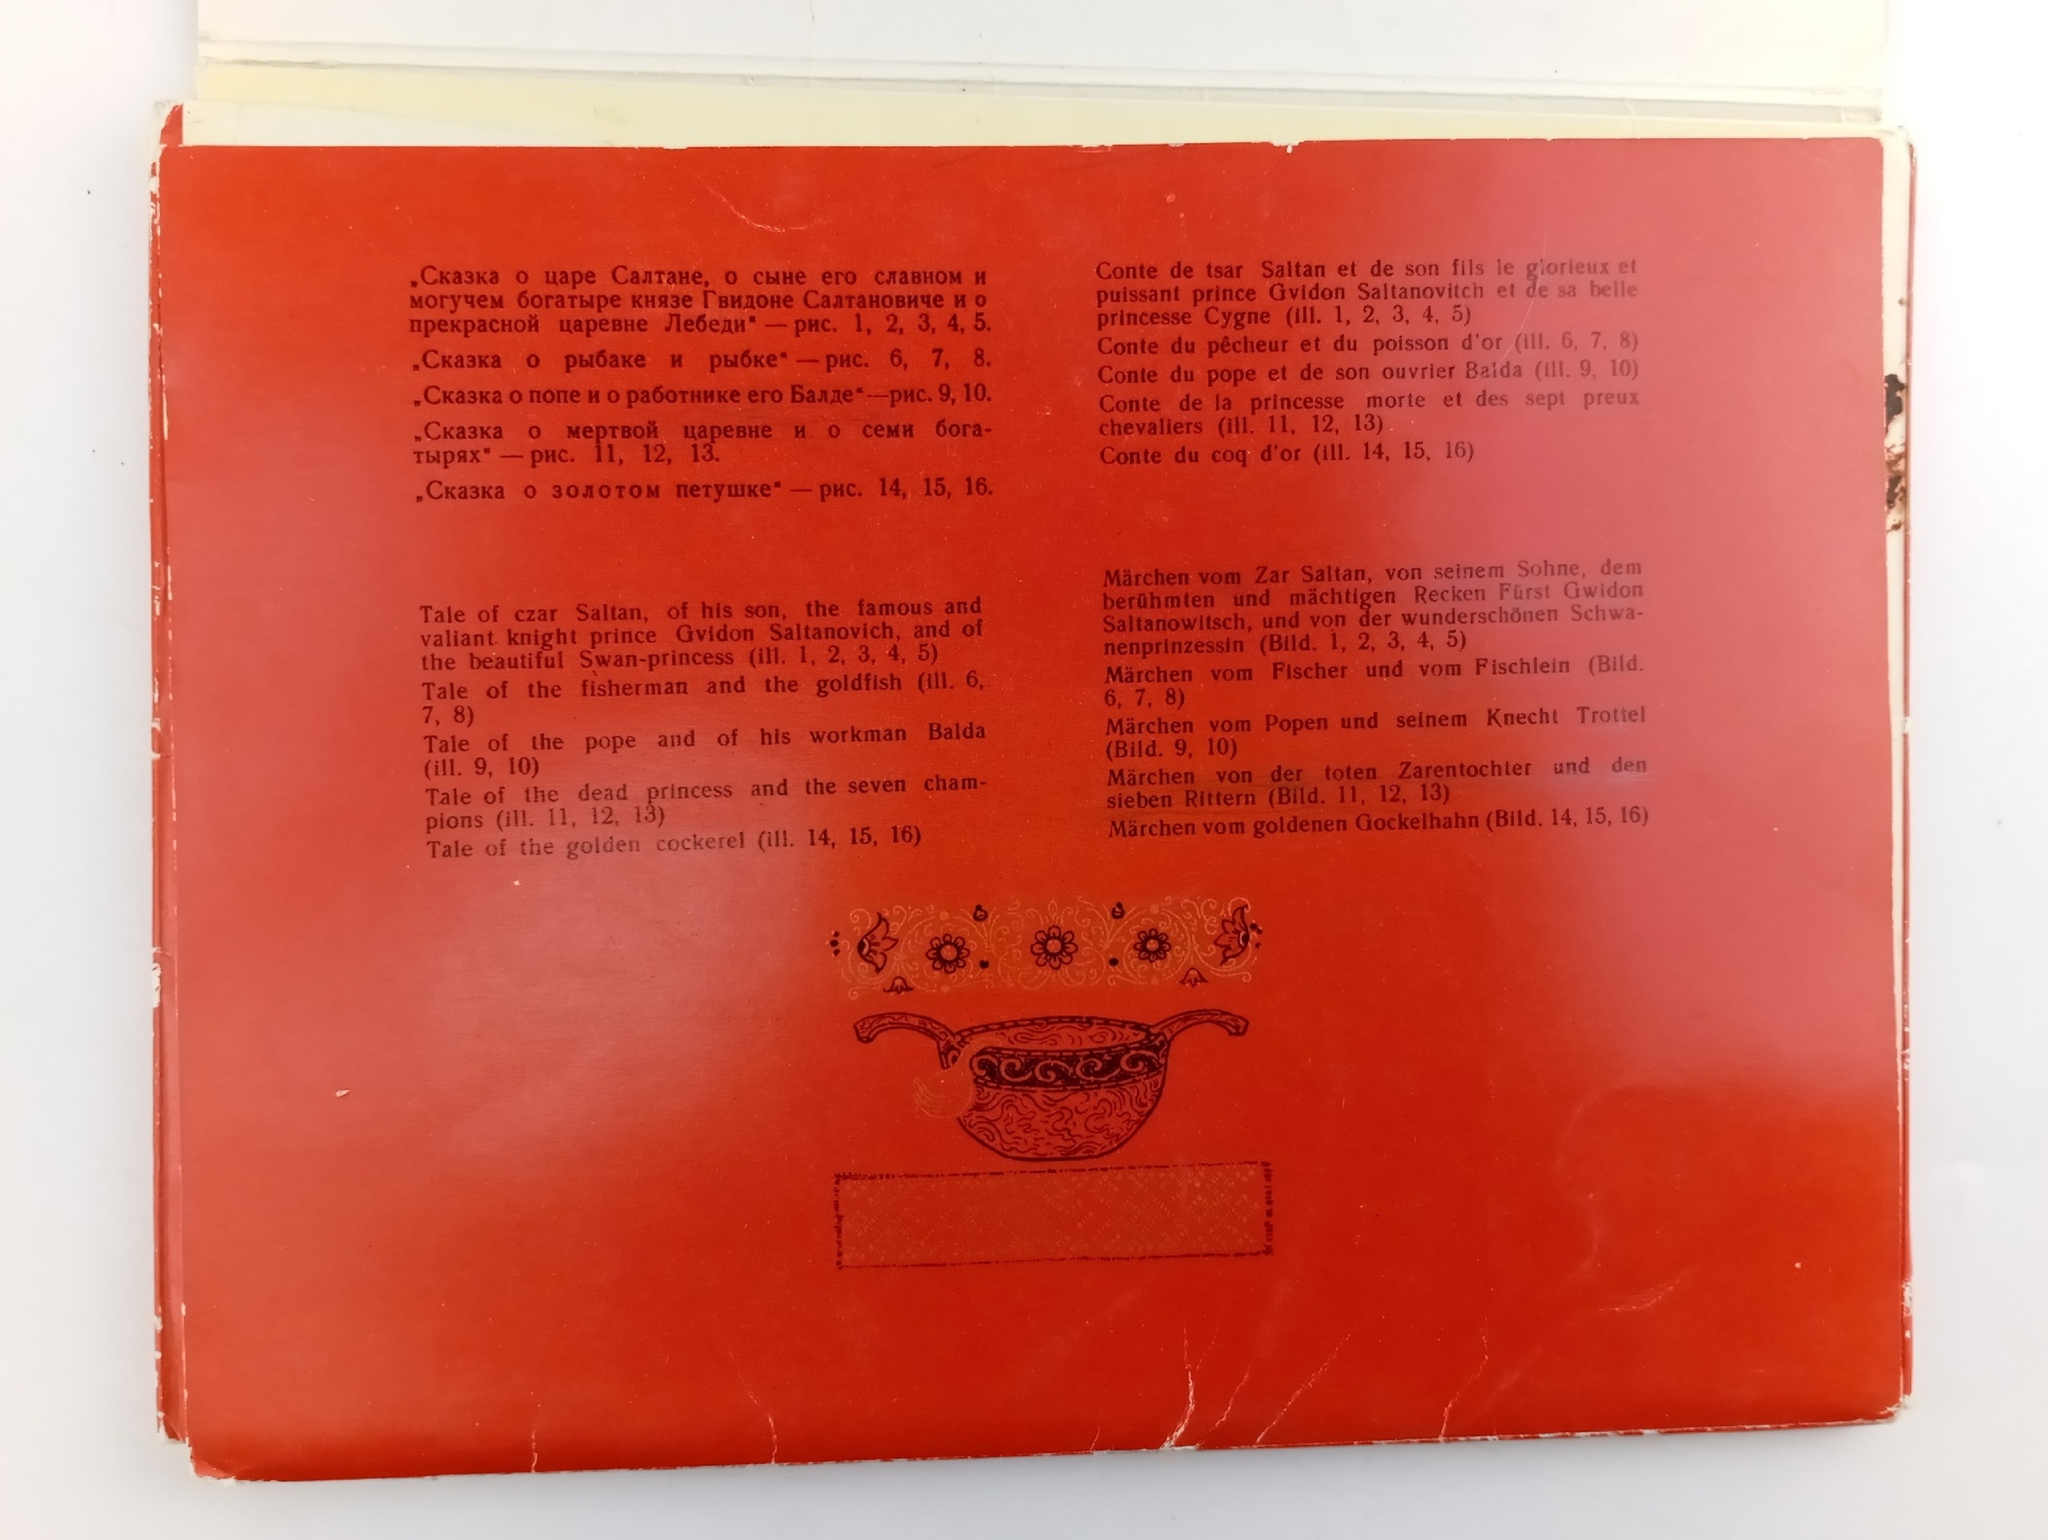 „Сказка о царе Салтане, о сыне его славном и
могучем богатыре князе Гвидоне Салтановиче и о
прекрасной царевне Лебеди“ — рис. 1, 2, 3, 4, 5.
„Сказка о рыбаке и рыбке“ — рис. 6, 7, 8.
„Сказка о попе и о работнике его Балде“ — рис. 9, 10.
„Сказка о мертвой царевне и о семи бога-
тырях“ — рис. 11, 12, 13.
„Сказка о золотом петушке“ — рис. 14, 15, 16.
Tale of czar Saltan, of his son, the famous and
valiant knight prince Gvidon Saltanovich, and of
the beautiful Swan-princess (ill. 1, 2, 3, 4, 5)
Tale of the fisherman and the goldfish (ill. 6,
7, 8)
Tale of the pope and of his workman Balda
(ill. 9, 10)
Tale of the dead princess and the seven cham-
pions (ill. 11, 12, 13)
Tale of the golden cockerel (ill. 14, 15, 16)
Conte de tsar Saltan et de son fils le glorieux et
puissant prince Gvidon Saltanovitch et de sa belle
princesse Cygne (ill. 1, 2, 3, 4, 5)
Conte du pêcheur et du poisson d'or (ill. 6, 7, 8)
Conte du pope et de son ouvrier Balda (ill. 9, 10)
Conte de la princesse morte et des sept preux
chevaliers (ill. 11, 12, 13)
Conte du coq d'or (ill. 14, 15, 16)
Märchen vom Zar Saltan, von seinem Sohne, dem
berühmten und mächtigen Recken Fürst Gwidon
Saltanowitsch, und von der wunderschönen Schwa-
nenprinzessin (Bild. 1, 2, 3, 4, 5)
Märchen vom Fischer und vom Fischlein (Bild.
6, 7, 8)
Märchen vom Popen und seinem Knecht Trottel
(Bild. 9, 10)
Märchen von der toten Zarentochter und den
sieben Rittern (Bild. 11, 12, 13)
Märchen vom goldenen Gockelhahn (Bild. 14, 15, 16)